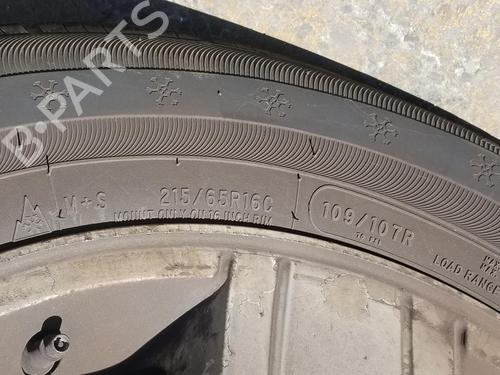 B-PARTS
M+S 215/65R16C 109/107R
MOUNT ONLY ON 16 INCH RIM
LOAD RANGE